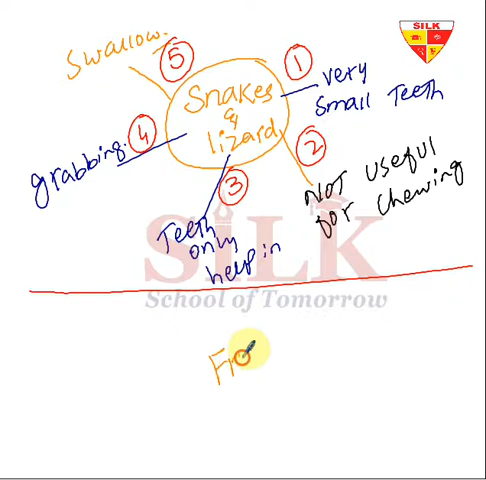 SILK
Swallow.
5
1
Very
Small Teeth
Snakes
&
lizard
2
NOT useful
for Chewing
4
grabbing.
3
Teeth
only
help in
SILK
School of Tomorrow
Fro